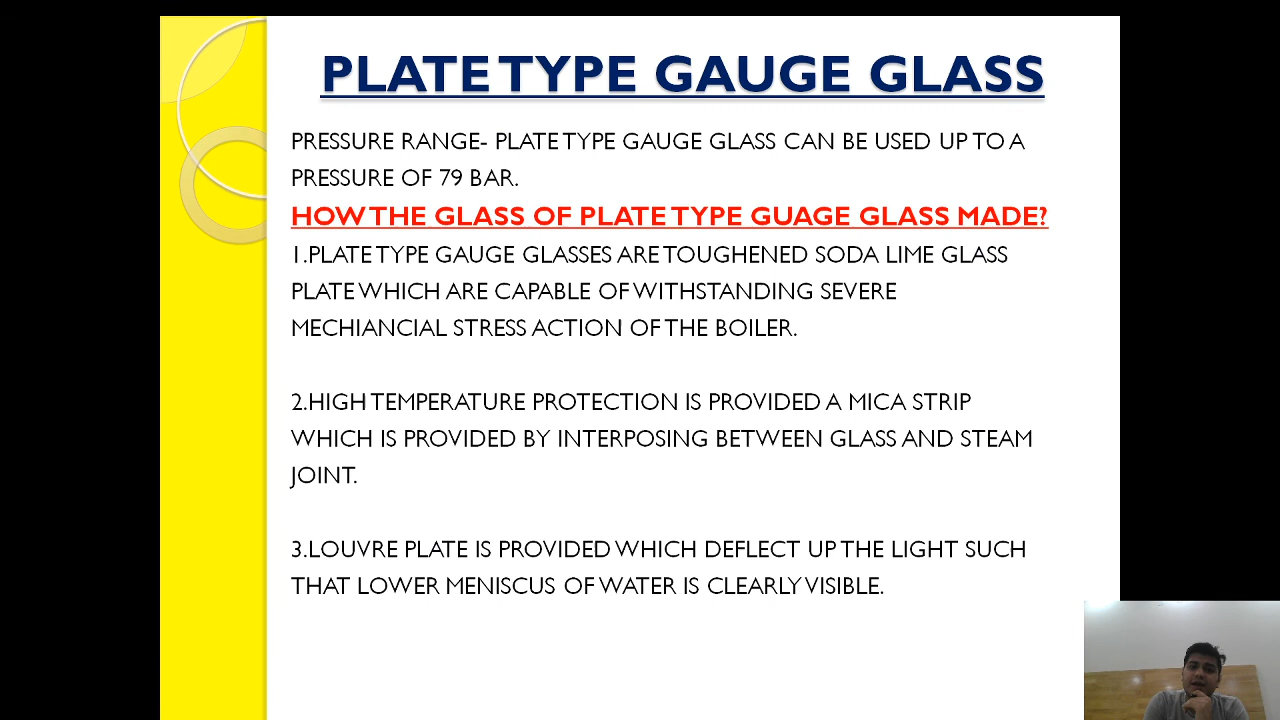 PLATE TYPE GAUGE GLASS
PRESSURE RANGE- PLATE TYPE GAUGE GLASS CAN BE USED UP TO A
PRESSURE OF 79 BAR.
HOW THE GLASS OF PLATE TYPE GUAGE GLASS MADE?
1.PLATE TYPE GAUGE GLASSES ARE TOUGHENED SODA LIME GLASS
PLATE WHICH ARE CAPABLE OF WITHSTANDING SEVERE
MECHIANCIAL STRESS ACTION OF THE BOILER.
2.HIGH TEMPERATURE PROTECTION IS PROVIDED A MICA STRIP
WHICH IS PROVIDED BY INTERPOSING BETWEEN GLASS AND STEAM
JOINT.
3.LOUVRE PLATE IS PROVIDED WHICH DEFLECT UP THE LIGHT SUCH
THAT LOWER MENISCUS OF WATER IS CLEARLY VISIBLE.